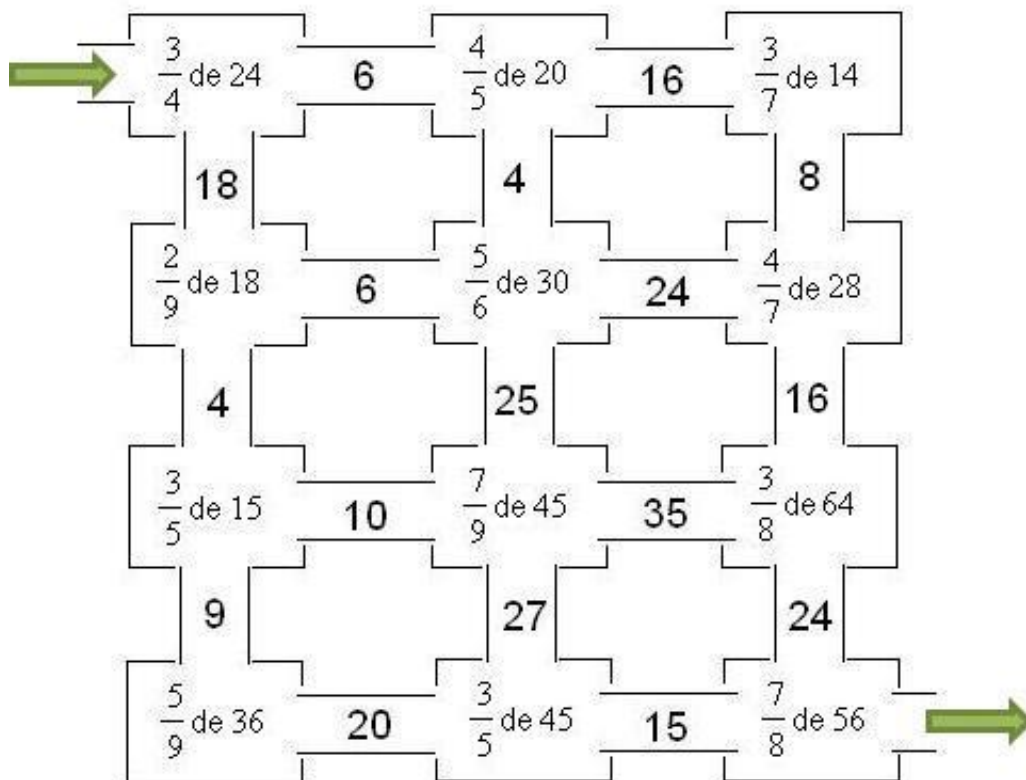 3/4 de 24 6 4/5 de 20 16 3/7 de 14
18 4 8
2/9 de 18 6 5/6 de 30 24 4/7 de 28
4 25 16
3/5 de 15 10 7/9 de 45 35 3/8 de 64
9 27 24
5/9 de 36 20 3/5 de 45 15 7/8 de 56